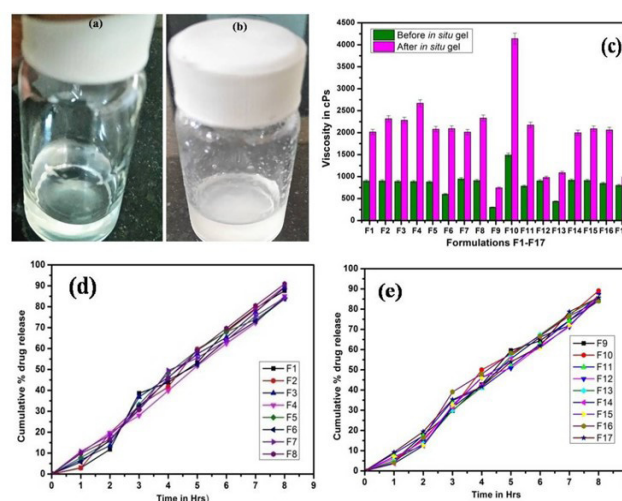 (a)
(b)
(c)
Before in situ gel
After in situ gel
Viscosity in cPs
4500
4000
3500
3000
2500
2000
1500
1000
500
0
F1 F2 F3 F4 F5 F6 F7 F8 F9 F10 F11 F12 F13 F14 F15 F16
Formulations F1-F17
(d)
Cumulative % drug release
100
90
80
70
60
50
40
30
20
10
0
F1
F2
F3
F4
F5
F6
F7
F8
0 1 2 3 4 5 6 7 8 9
Time in Hrs)
(e)
Cumulative % drug release
100
90
80
70
60
50
40
30
20
10
0
F9
F10
F11
F12
F13
F14
F15
F16
F17
0 1 2 3 4 5 6 7 8
Time in Hrs